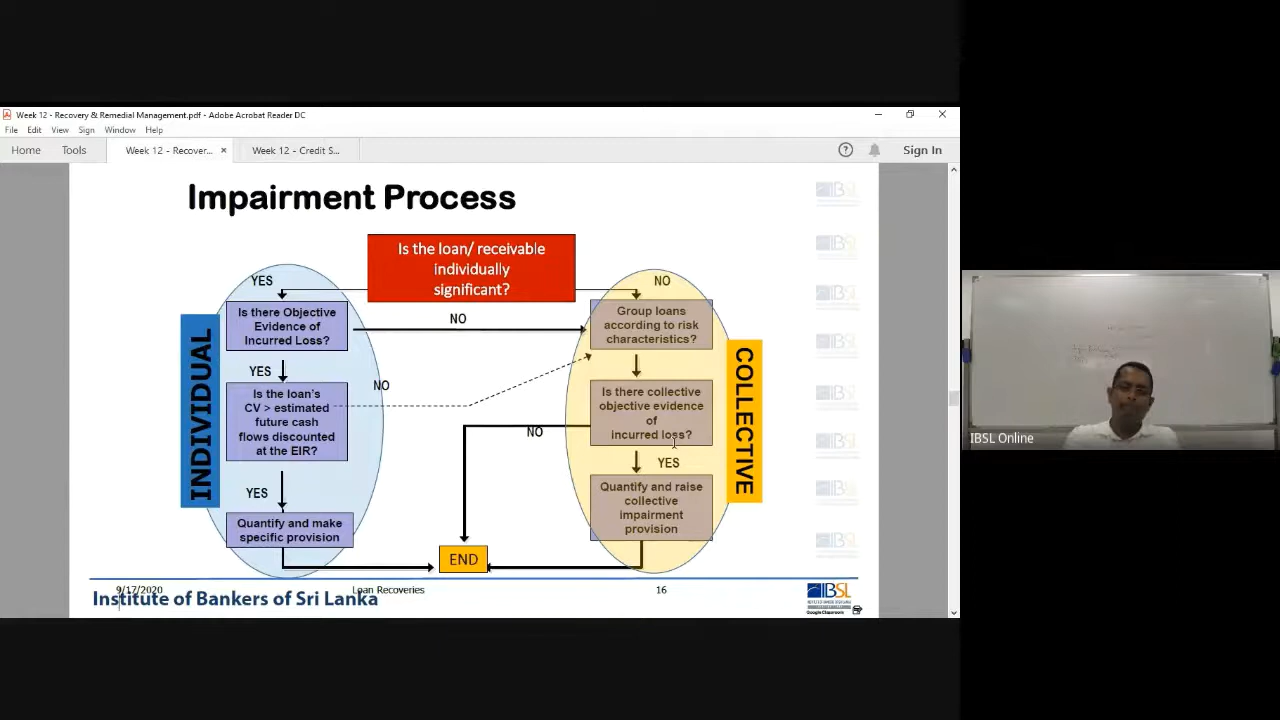 Week 12 - Recovery & Remedial Management.pdf - Adobe Acrobat Reader DC
File Edit View Sign Window Help
Home Tools Week 12 - Recover... × Week 12 - Credit S... ? Sign In
Impairment Process
Is the loan/ receivable
individually
significant?
YES
NO
INDIVIDUAL
Is there Objective
Evidence of
Incurred Loss?
NO
Group loans
according to risk
characteristics?
YES
NO
Is the loan's
CV > estimated
future cash
flows discounted
at the EIR?
Is there collective
objective evidence
of
incurred loss?
COLLECTIVE
NO
YES
YES
Quantify and raise
collective
impairment
provision
Quantify and make
specific provision
END
9/17/2020 Loan Recoveries 16
Institute of Bankers of Sri Lanka
IBSL
Google Classroom
IBSL Online